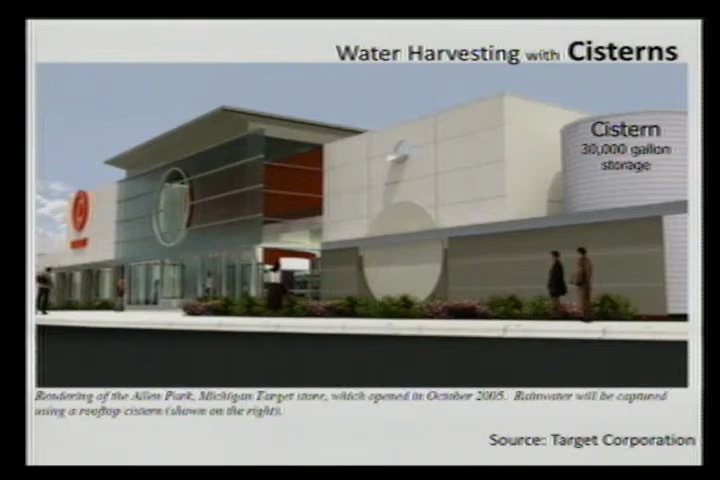 Water Harvesting with Cisterns
Cistern
30,000 gallon
storage
Rendering of the Allen Park, Michigan Target store, which opened in October 2005. Rainwater will be captured
using a rooftop cistern (shown on the right).
Source: Target Corporation